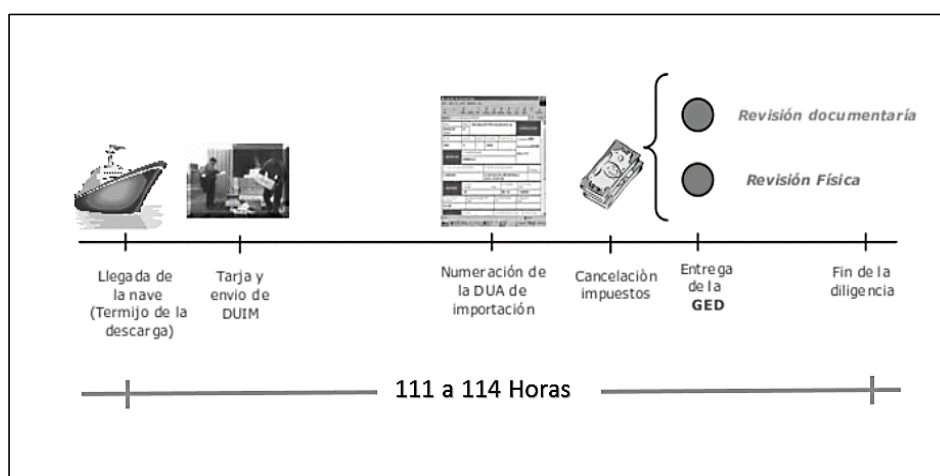 Revisión documentaría
Revisión Física
Llegada de
la nave
(Termijo de la
descarga)
Tarja y
envio de
DUIM
Numeración de
la DUA de
importación
Cancelaciòn
impuestos
Entrega
de la
GED
Fin de la
diligencia
111 a 114 Horas